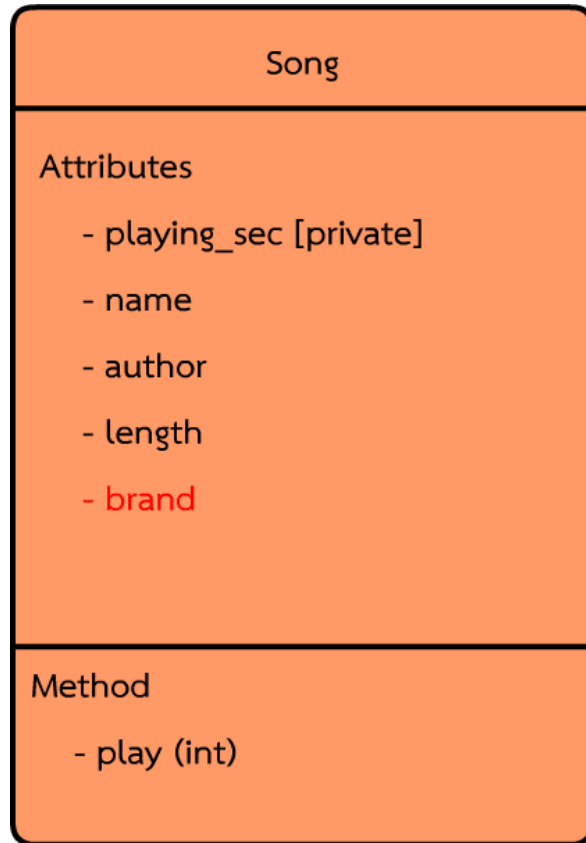 Song
Attributes
- playing_sec [private]
- name
- author
- length
- brand
Method
- play (int)